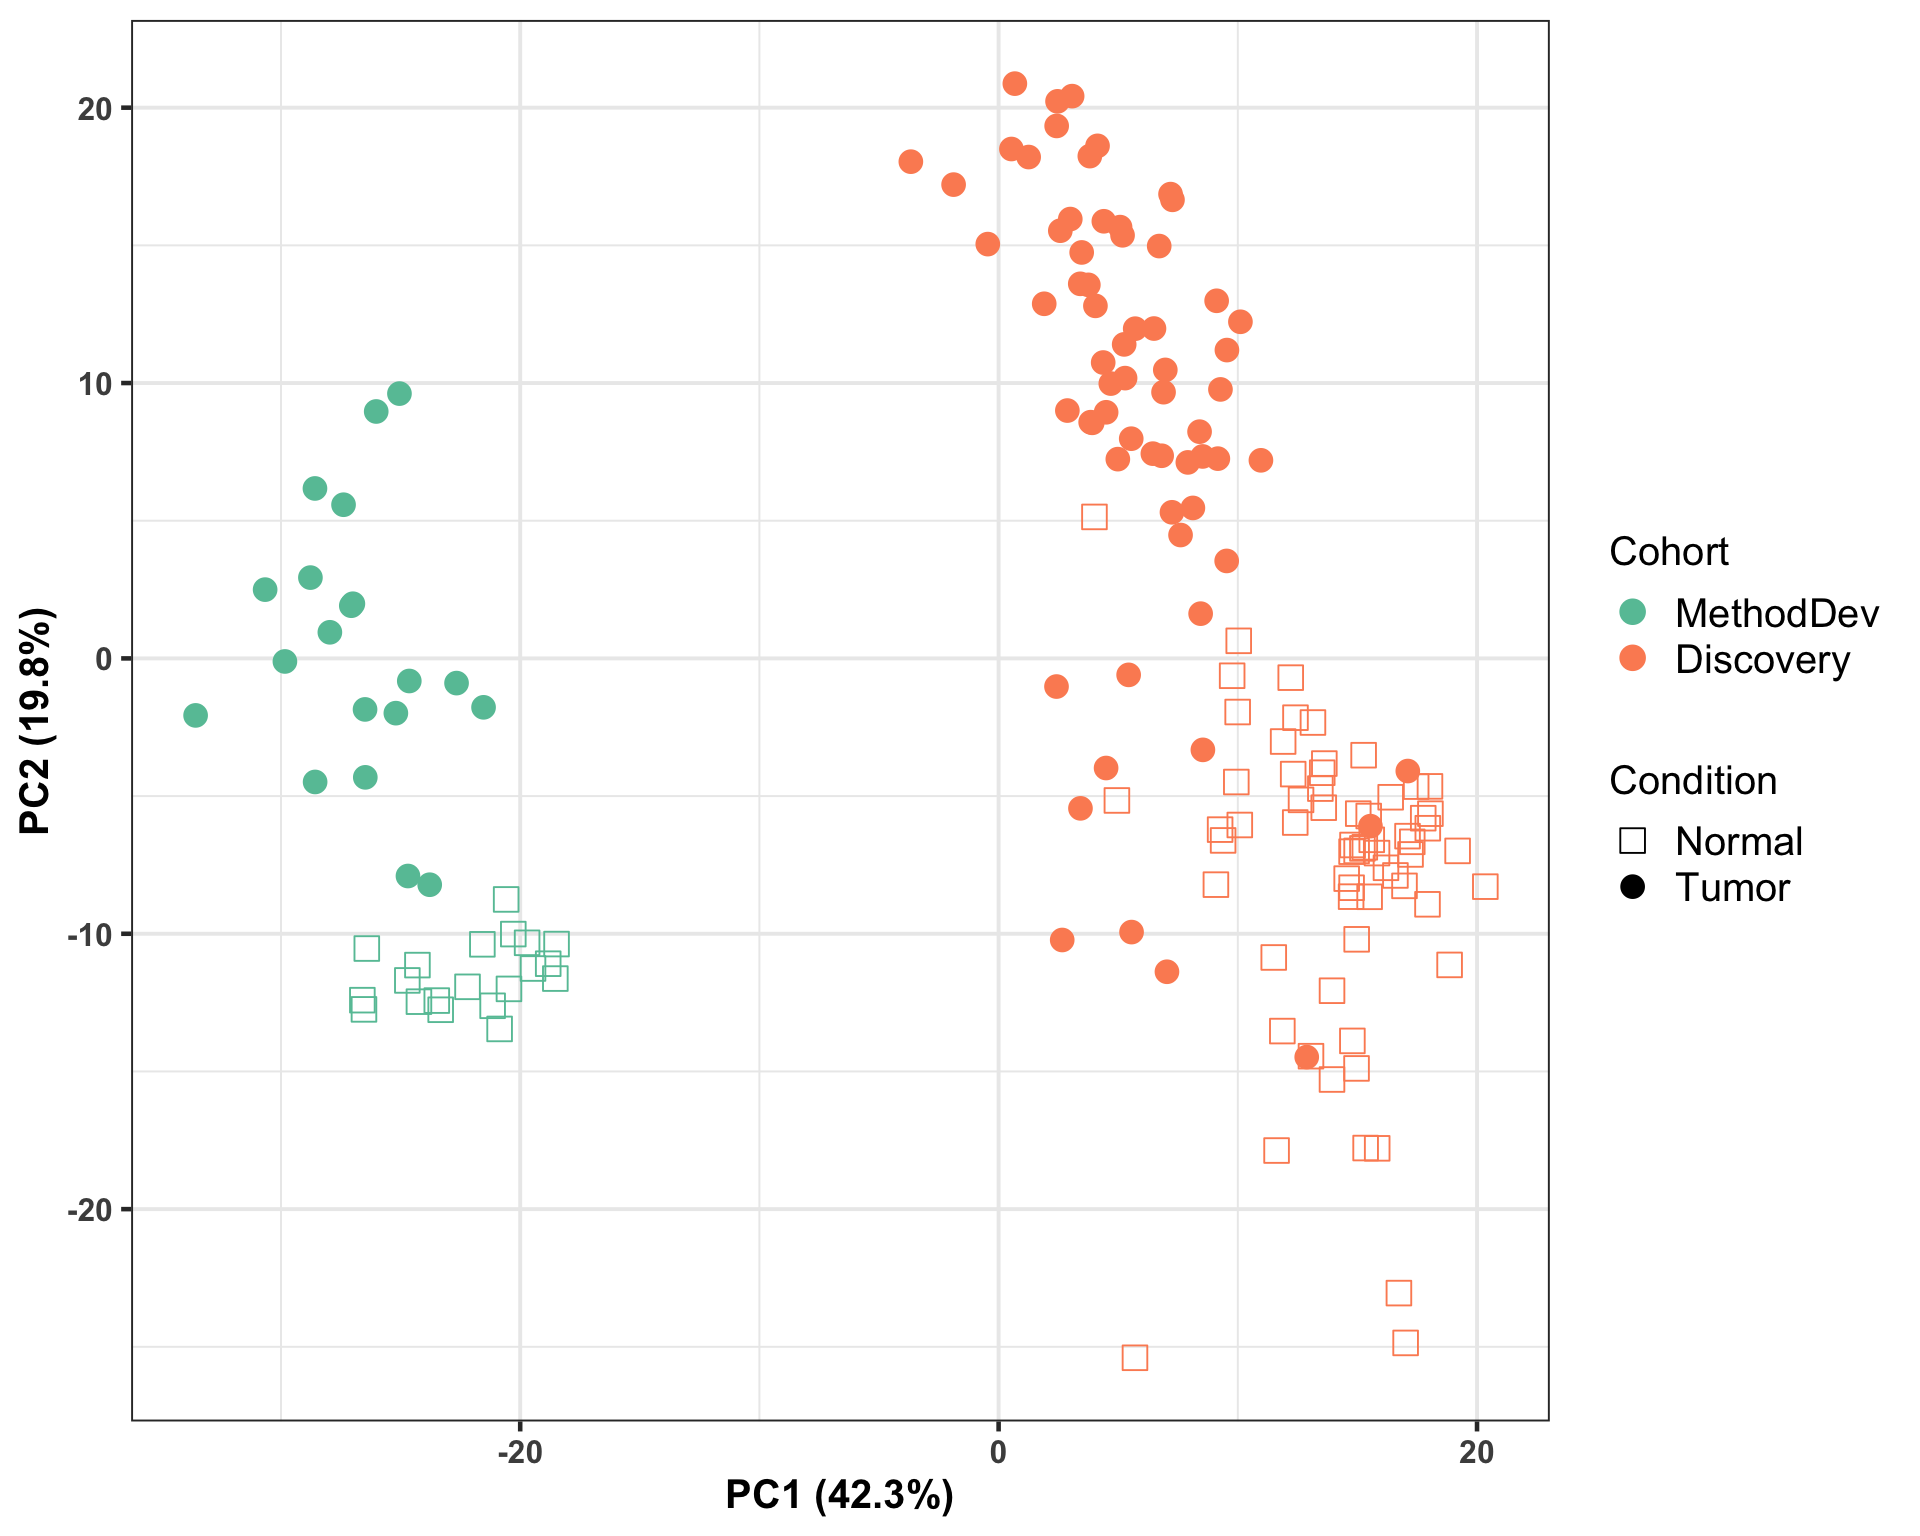 20
10
0
-10
-20
-20
0
20
PC1 (42.3%)
PC2 (19.8%)
Cohort
MethodDev
Discovery
Condition
Normal
Tumor